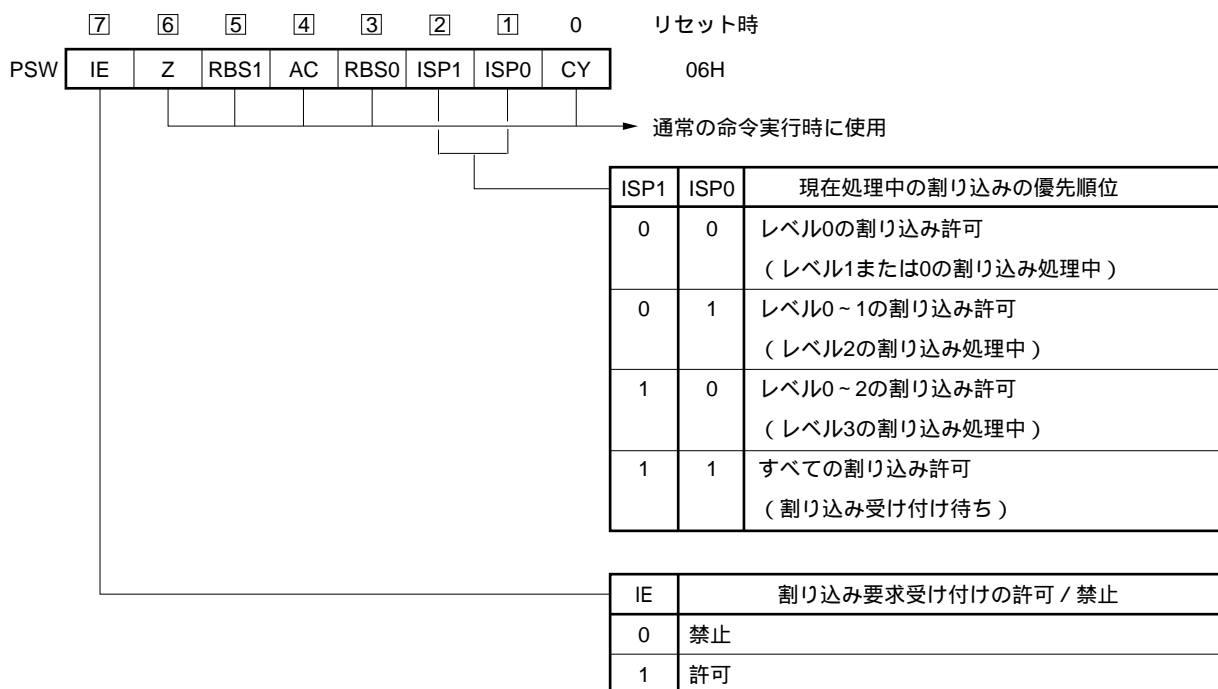 7 6 5 4 3 2 1 0 リセット時
PSW IE Z RBS1 AC RBS0 ISP1 ISP0 CY 06H
通常の命令実行時に使用
ISP1 ISP0 現在処理中の割り込みの優先順位
0 0 レベル0の割り込み許可
(レベル1または0の割り込み処理中)
0 1 レベル0~1の割り込み許可
(レベル2の割り込み処理中)
1 0 レベル0~2の割り込み許可
(レベル3の割り込み処理中)
1 1 すべての割り込み許可
(割り込み受け付け待ち)
IE 割り込み要求受け付けの許可/禁止
0 禁止
1 許可